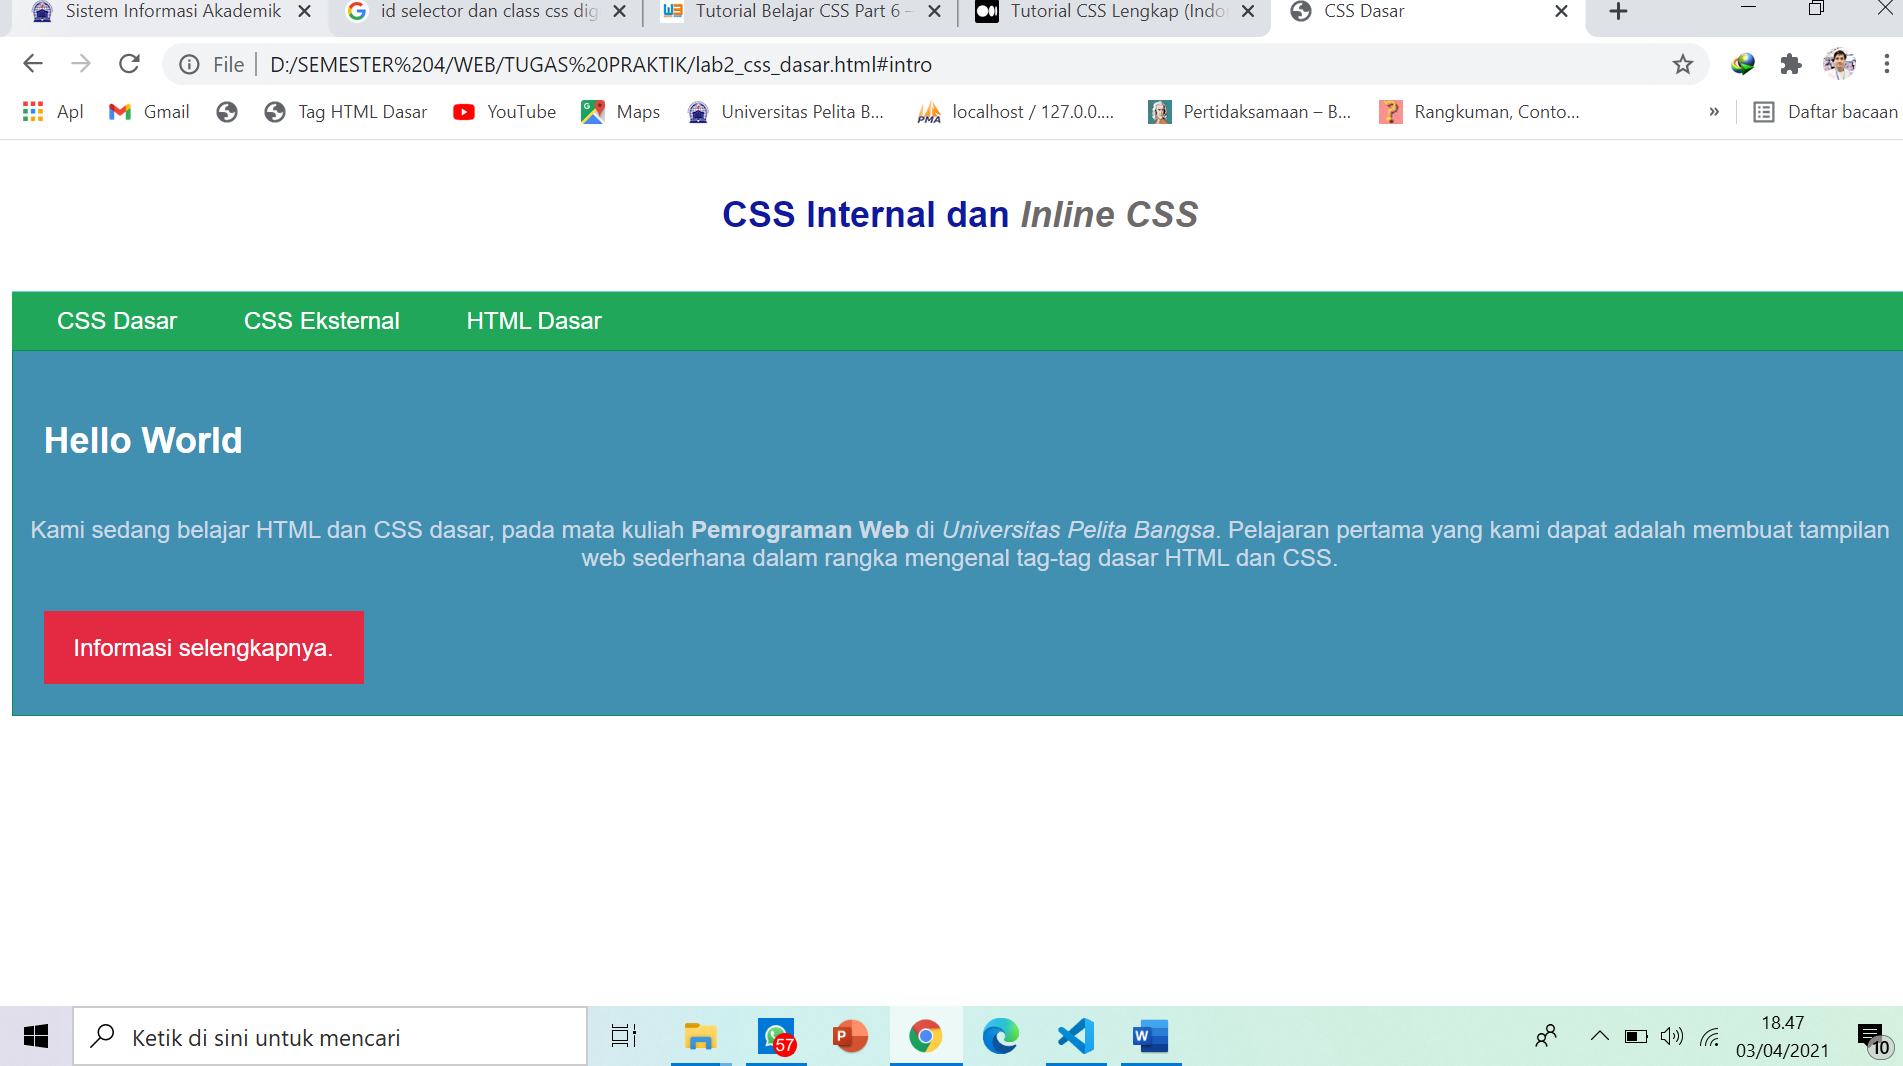 Sistem Informasi Akademik
id selector dan class css dig
Tutorial Belajar CSS Part 6 –
Tutorial CSS Lengkap (Indo
CSS Dasar
File D:/SEMESTER%204/WEB/TUGAS%20PRAKTIK/lab2_css_dasar.html#intro
Apl Gmail Tag HTML Dasar YouTube Maps Universitas Pelita B... localhost / 127.0.0.... Pertidaksamaan – B... Rangkuman, Conto... » Daftar bacaan
CSS Internal dan Inline CSS
CSS Dasar CSS Eksternal HTML Dasar
Hello World
Kami sedang belajar HTML dan CSS dasar, pada mata kuliah Pemrograman Web di Universitas Pelita Bangsa. Pelajaran pertama yang kami dapat adalah membuat tampilan
web sederhana dalam rangka mengenal tag-tag dasar HTML dan CSS.
Informasi selengkapnya.
Ketik di sini untuk mencari
57
18.47
03/04/2021
10